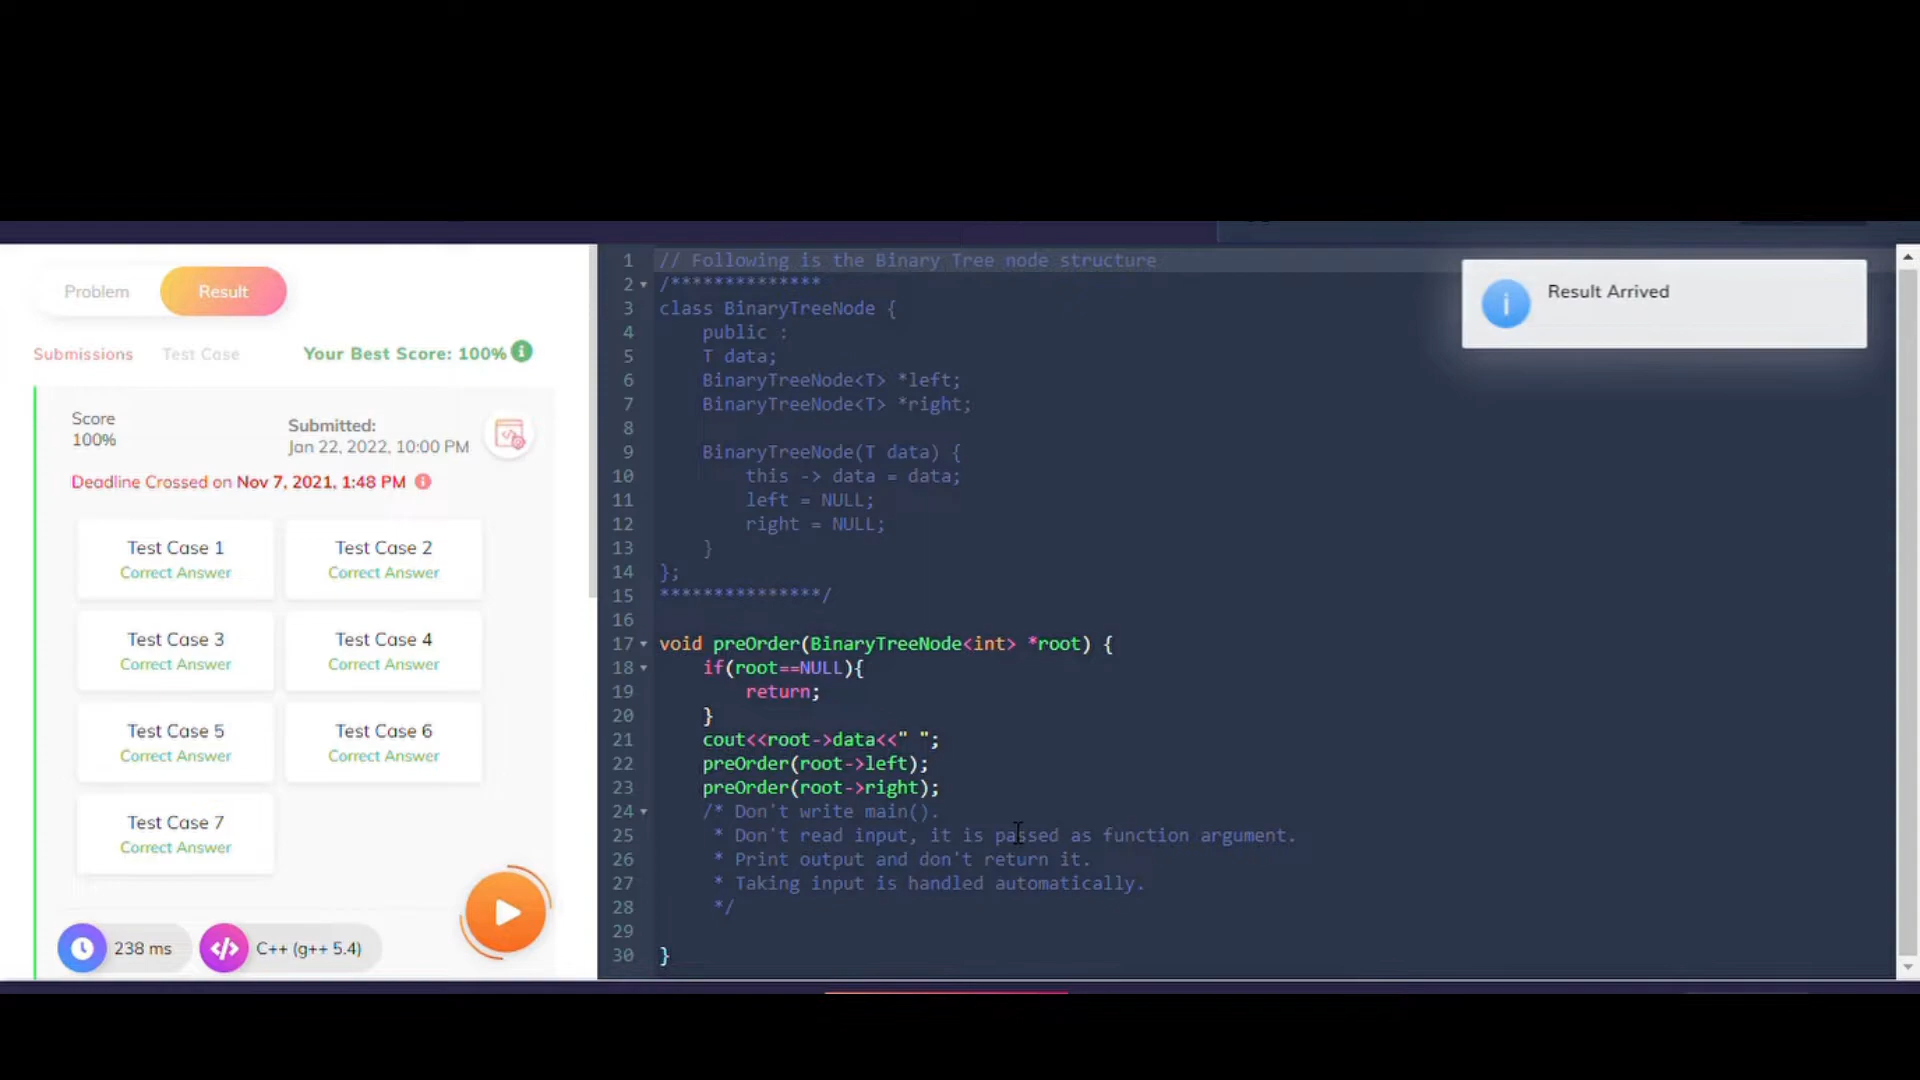 Problem
Result
Submissions
Test Case
Your Best Score: 100%
Score
100%
Submitted:
Jan 22, 2022, 10:00 PM
Deadline Crossed on Nov 7, 2021, 1:48 PM
Test Case 1
Correct Answer
Test Case 2
Correct Answer
Test Case 3
Correct Answer
Test Case 4
Correct Answer
Test Case 5
Correct Answer
Test Case 6
Correct Answer
Test Case 7
Correct Answer
238 ms
C++ (g++ 5.4)
1 // Following is the Binary Tree node structure
2 /**************
3 class BinaryTreeNode {
4     public :
5     T data;
6     BinaryTreeNode<T> *left;
7     BinaryTreeNode<T> *right;
8
9     BinaryTreeNode(T data) {
10         this -> data = data;
11         left = NULL;
12         right = NULL;
13     }
14 };
15 ***************/
16
17 void preOrder(BinaryTreeNode<int> *root) {
18     if(root==NULL){
19         return;
20     }
21     cout<<root->data<<" ";
22     preOrder(root->left);
23     preOrder(root->right);
24     /* Don't write main().
25      * Don't read input, it is passed as function argument.
26      * Print output and don't return it.
27      * Taking input is handled automatically.
28      */
29
30 }
Result Arrived